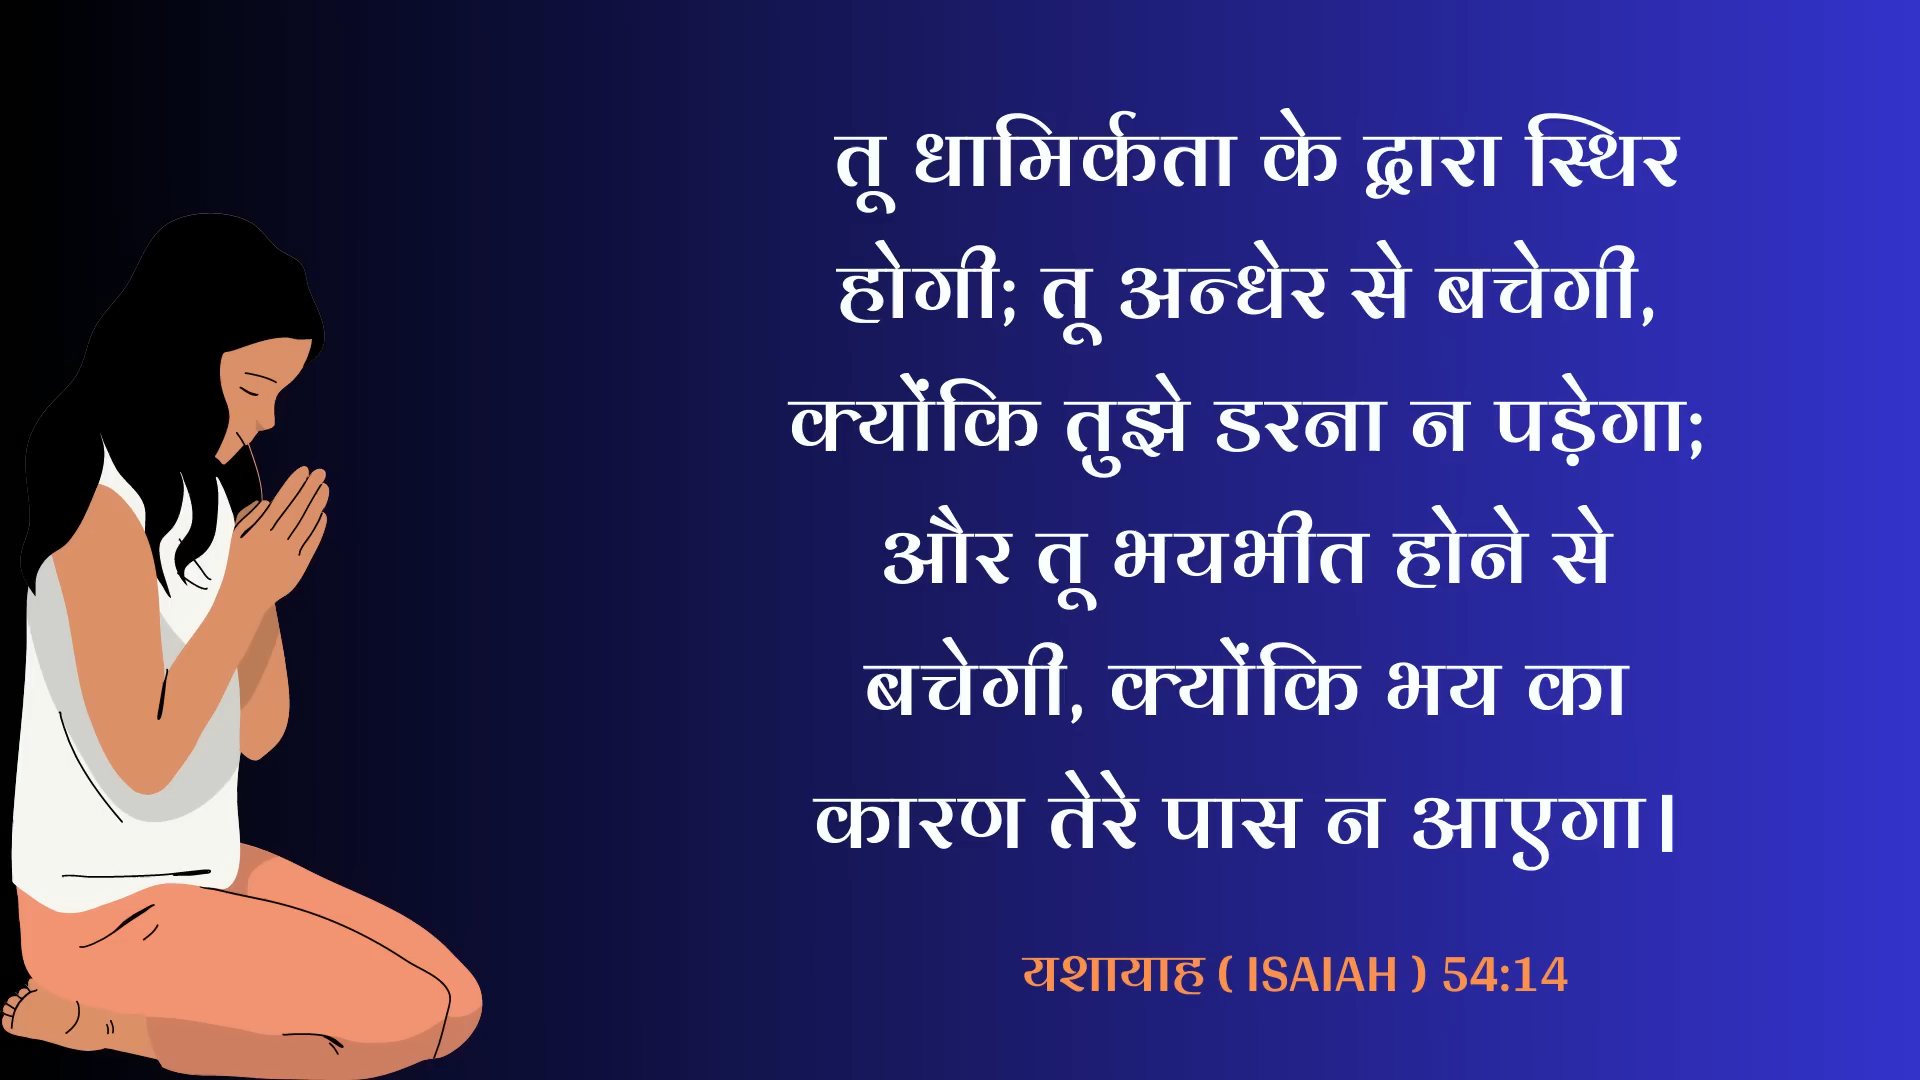 तू धामिर्कता के द्वारा स्थिर
होगी; तू अन्धेर से बचेगी,
क्योंकि तुझे डरना न पड़ेगा;
और तू भयभीत होने से
बचेगी, क्योंकि भय का
कारण तेरे पास न आएगा।
यशायाह ( ISAIAH ) 54:14